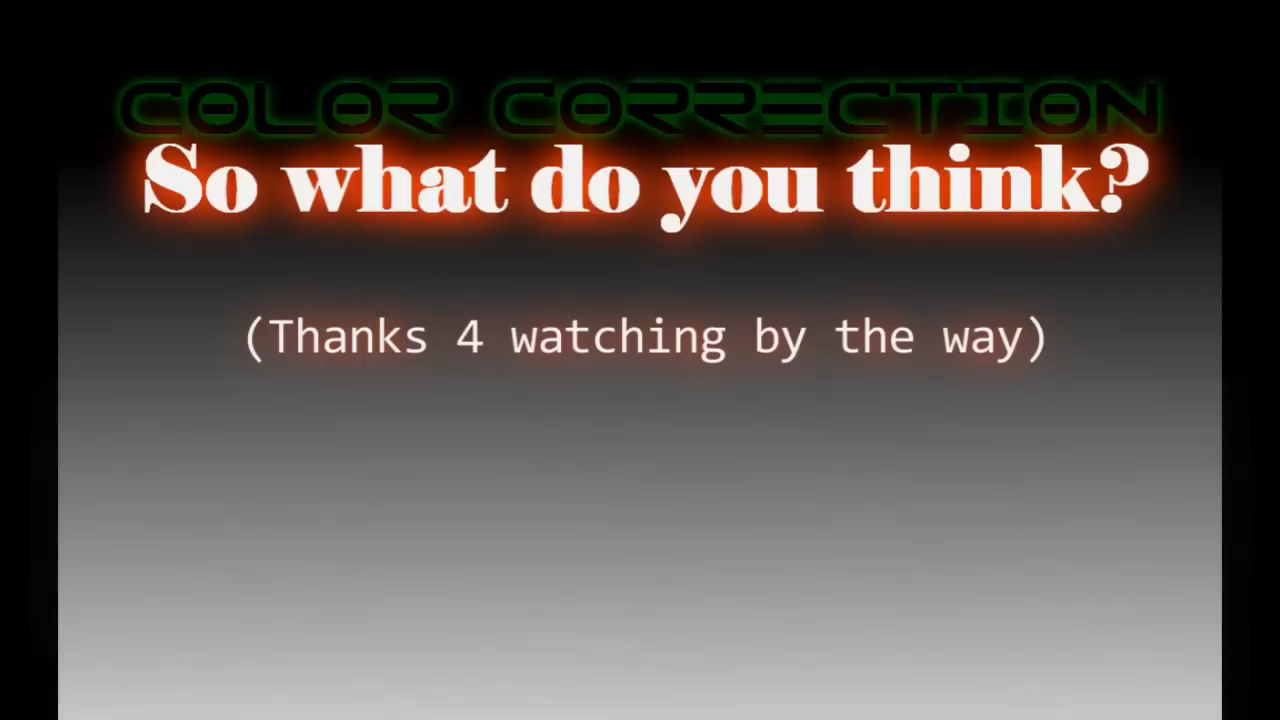 COLOR CORRECTION
So what do you think?
(Thanks 4 watching by the way)